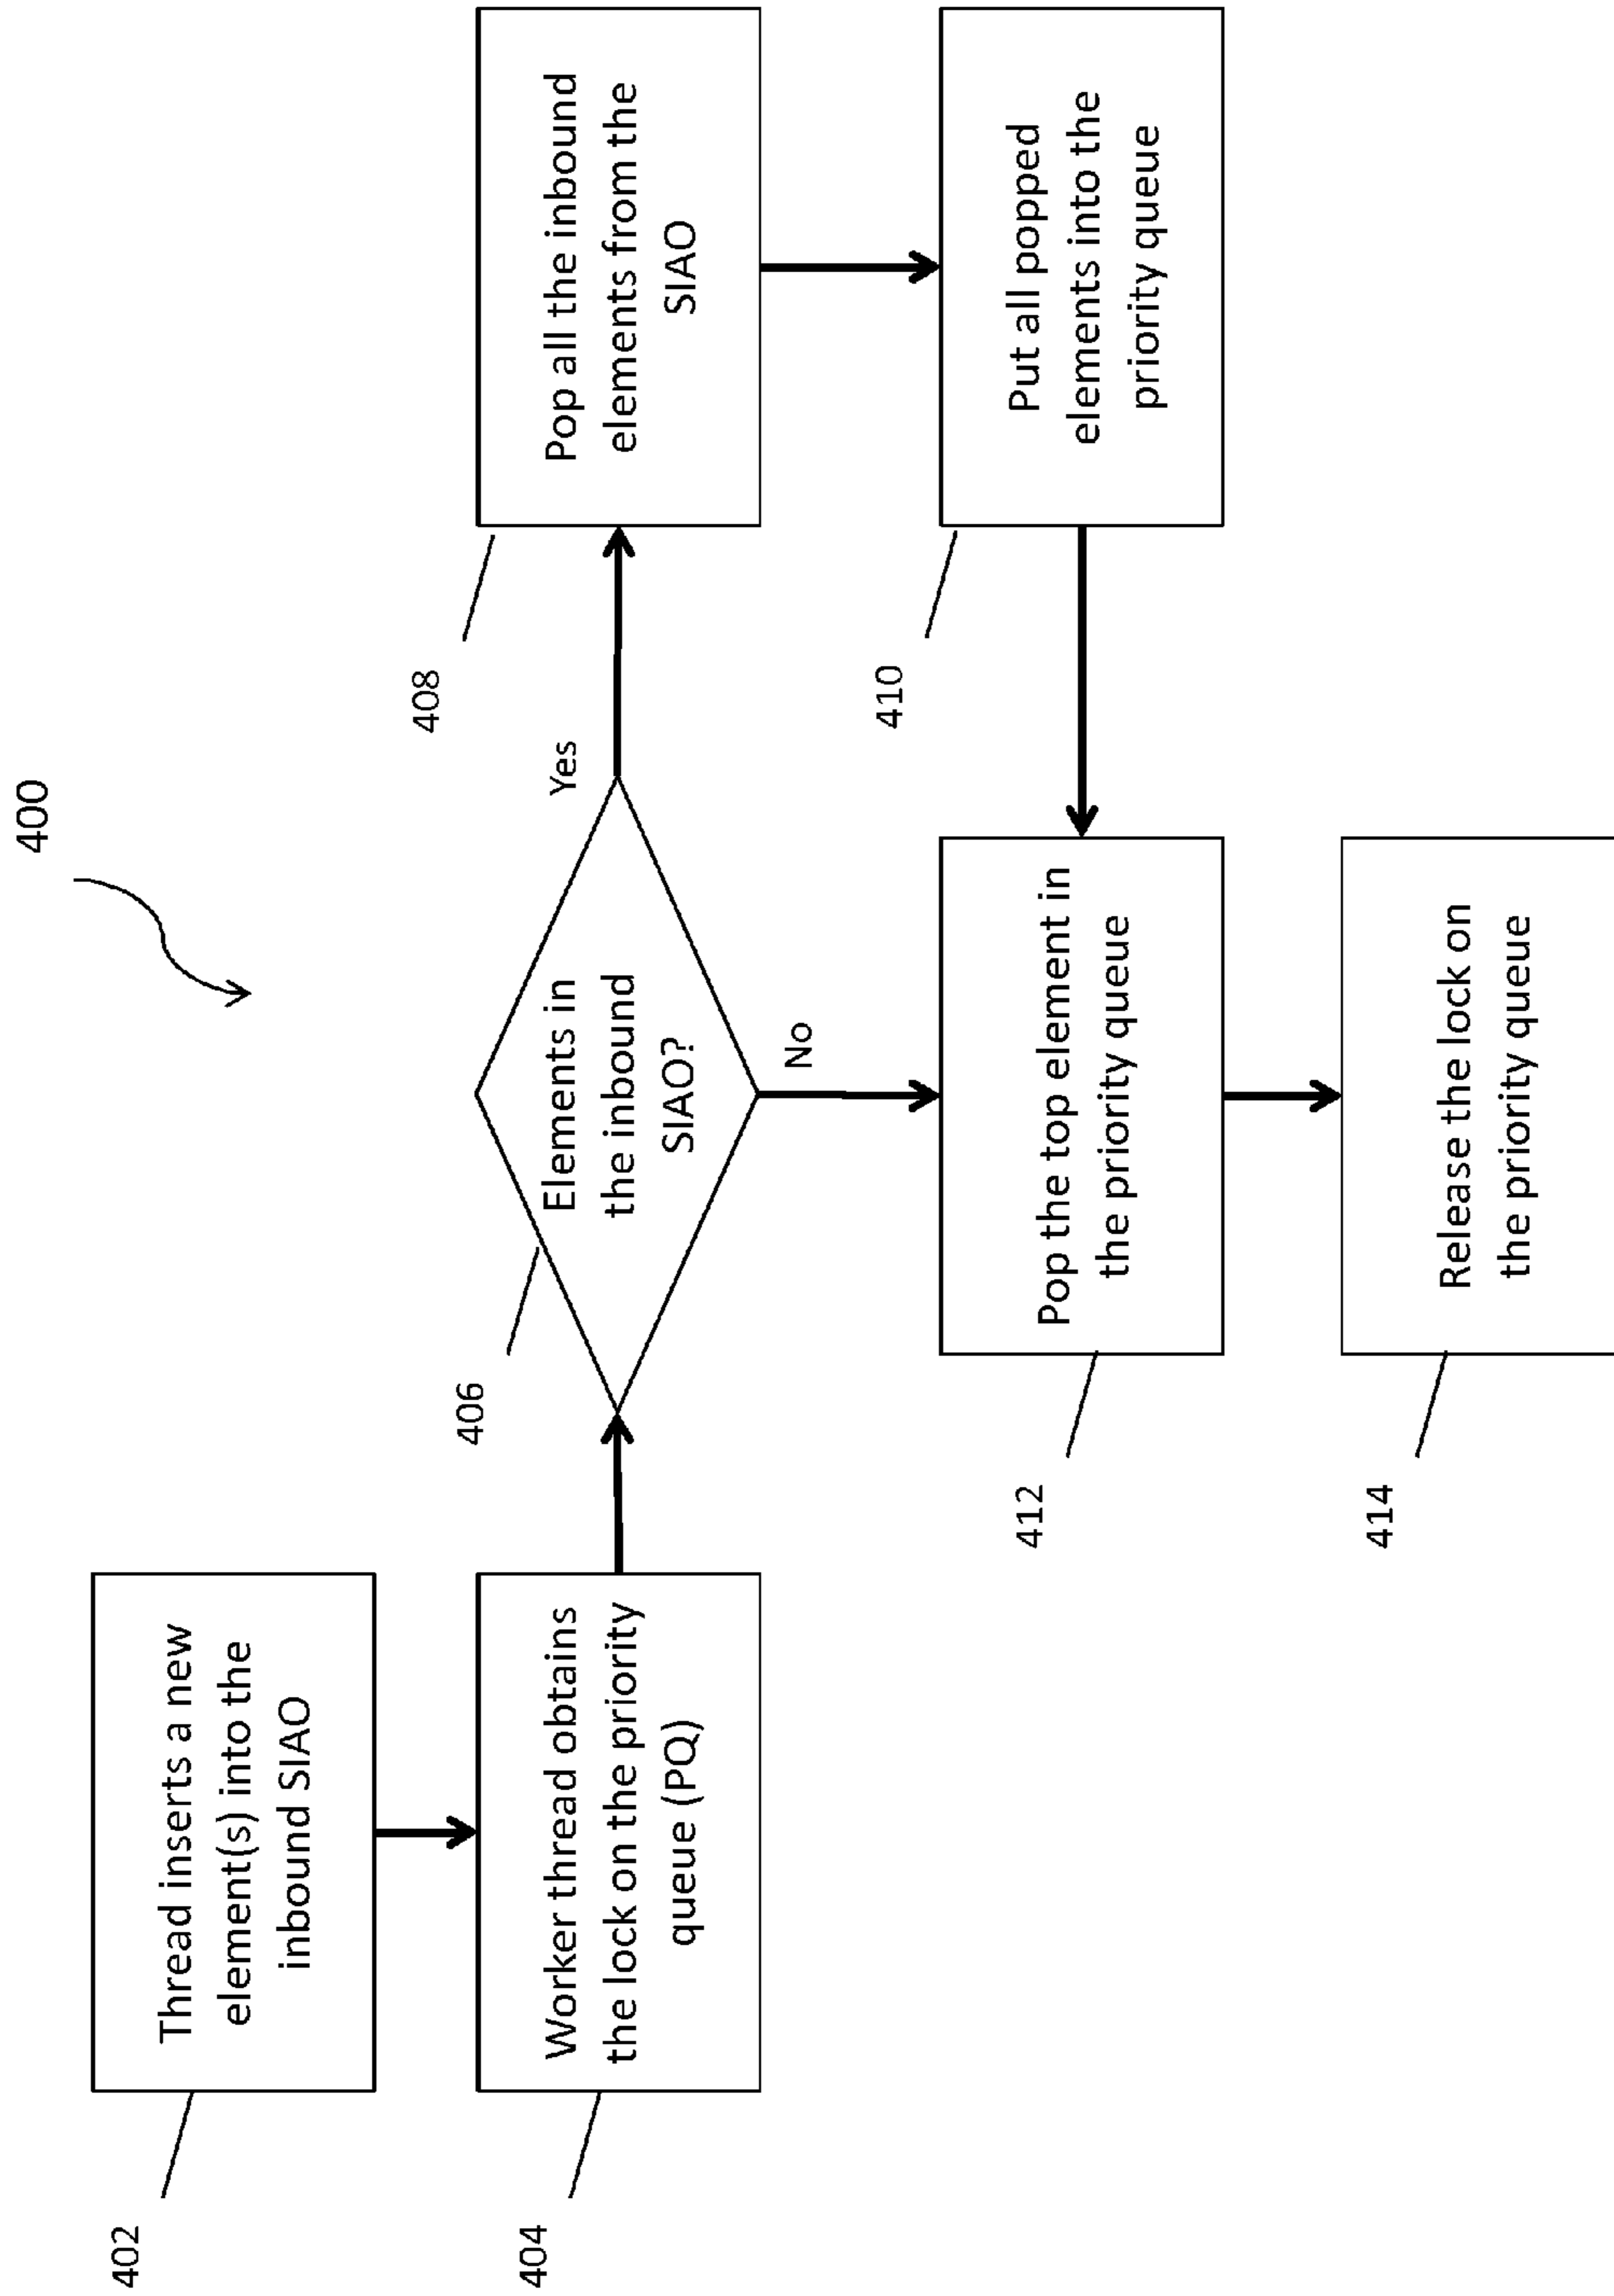 400
402
Thread inserts a new
element(s) into the
inbound SIAO
404
Worker thread obtains
the lock on the priority
queue (PQ)
406
Elements in
the inbound
SIAO?
Yes
No
408
Pop all the inbound
elements from the
SIAO
410
Put all popped
elements into the
priority queue
412
Pop the top element in
the priority queue
414
Release the lock on
the priority queue